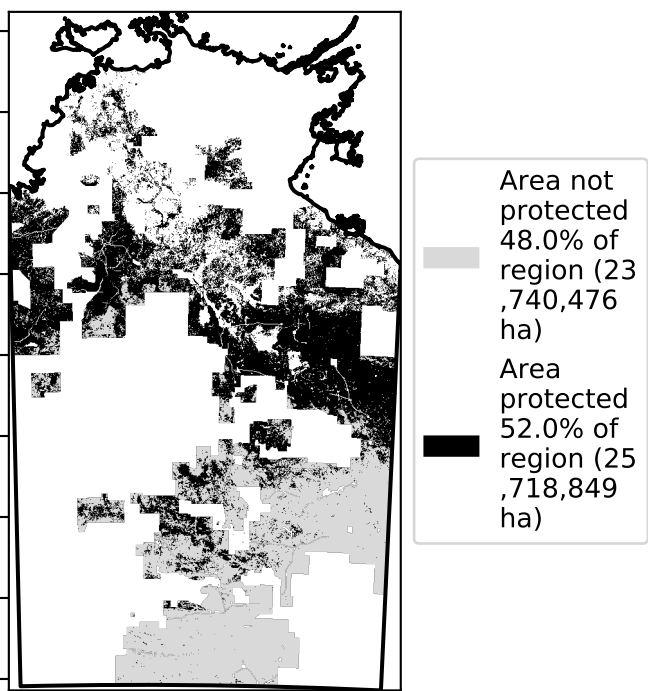 Area not
protected
48.0% of
region (23
,740,476
ha)
Area
protected
52.0% of
region (25
,718,849
ha)